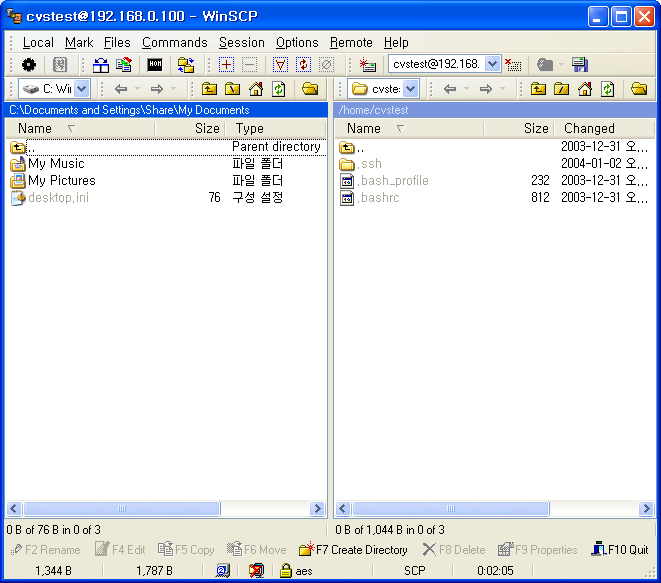 cvstest@192.168.0.100 - WinSCP
Local Mark Files Commands Session Options Remote Help
cvstest@192.168.
C: Wi
cvste:
C:\Documents and Settings\Share\My Documents
/home/cvstest
Name Size Type
Name Size Changed
.. Parent directory
My Music 파일 폴더
My Pictures 파일 폴더
desktop.ini 76 구성 설정
.. 2003-12-31 오...
.ssh 2004-01-02 오...
.bash_profile 232 2003-12-31 오...
.bashrc 812 2003-12-31 오...
0 B of 76 B in 0 of 3
0 B of 1,044 B in 0 of 3
F2 Rename F4 Edit F5 Copy F6 Move F7 Create Directory F8 Delete F9 Properties F10 Quit
1,344 B 1,787 B aes SCP 0:02:05